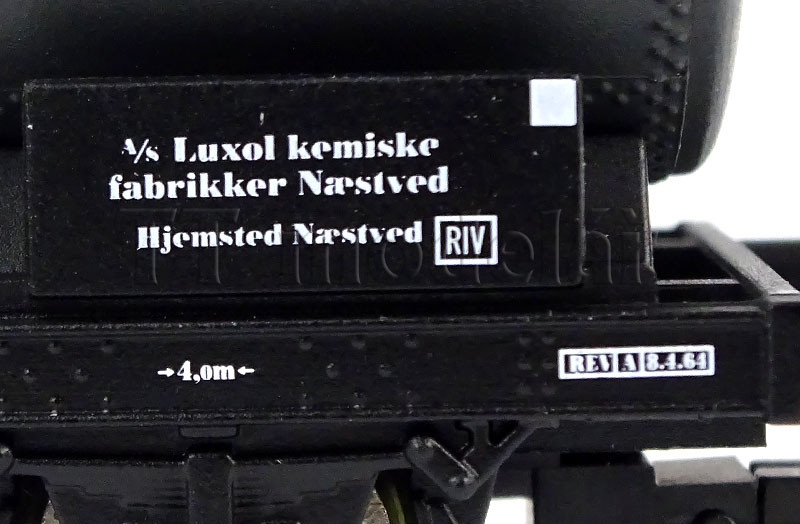 A/s Luxol kemiske
fabrikker Næstved
Hjemsted Næstved RIV
→4,0m←
REV A 8.4.64